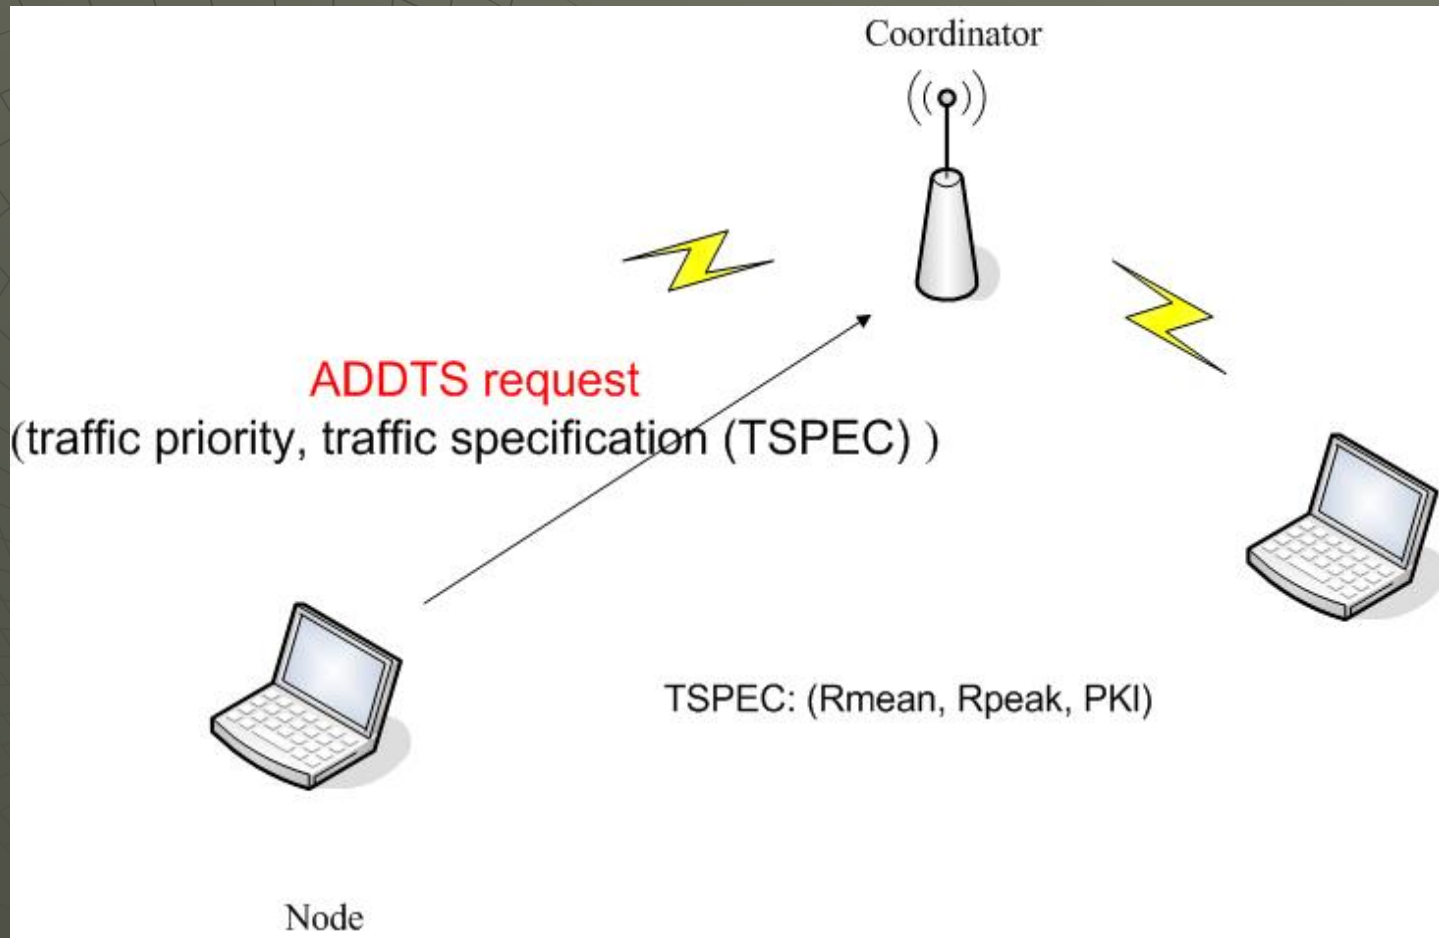 Coordinator
ADDTS request
(traffic priority, traffic specification (TSPEC) )
TSPEC: (Rmean, Rpeak, PKI)
Node